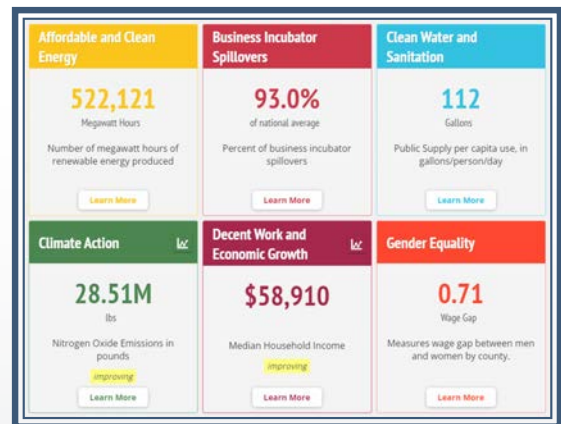 Affordable and Clean
Energy
522,121
Megawatt Hours
Number of megawatt hours of
renewable energy produced
Learn More
Business Incubator
Spillovers
93.0%
of national average
Percent of business incubator
spillovers
Learn More
Clean Water and
Sanitation
112
Gallons
Public Supply per capita use, in
gallons/person/day
Learn More
Climate Action
28.51M
lbs
Nitrogen Oxide Emissions in
pounds
improving
Learn More
Decent Work and
Economic Growth
$58,910
Median Household Income
improving
Learn More
Gender Equality
0.71
Wage Gap
Measures wage gap between men
and women by county.
Learn More